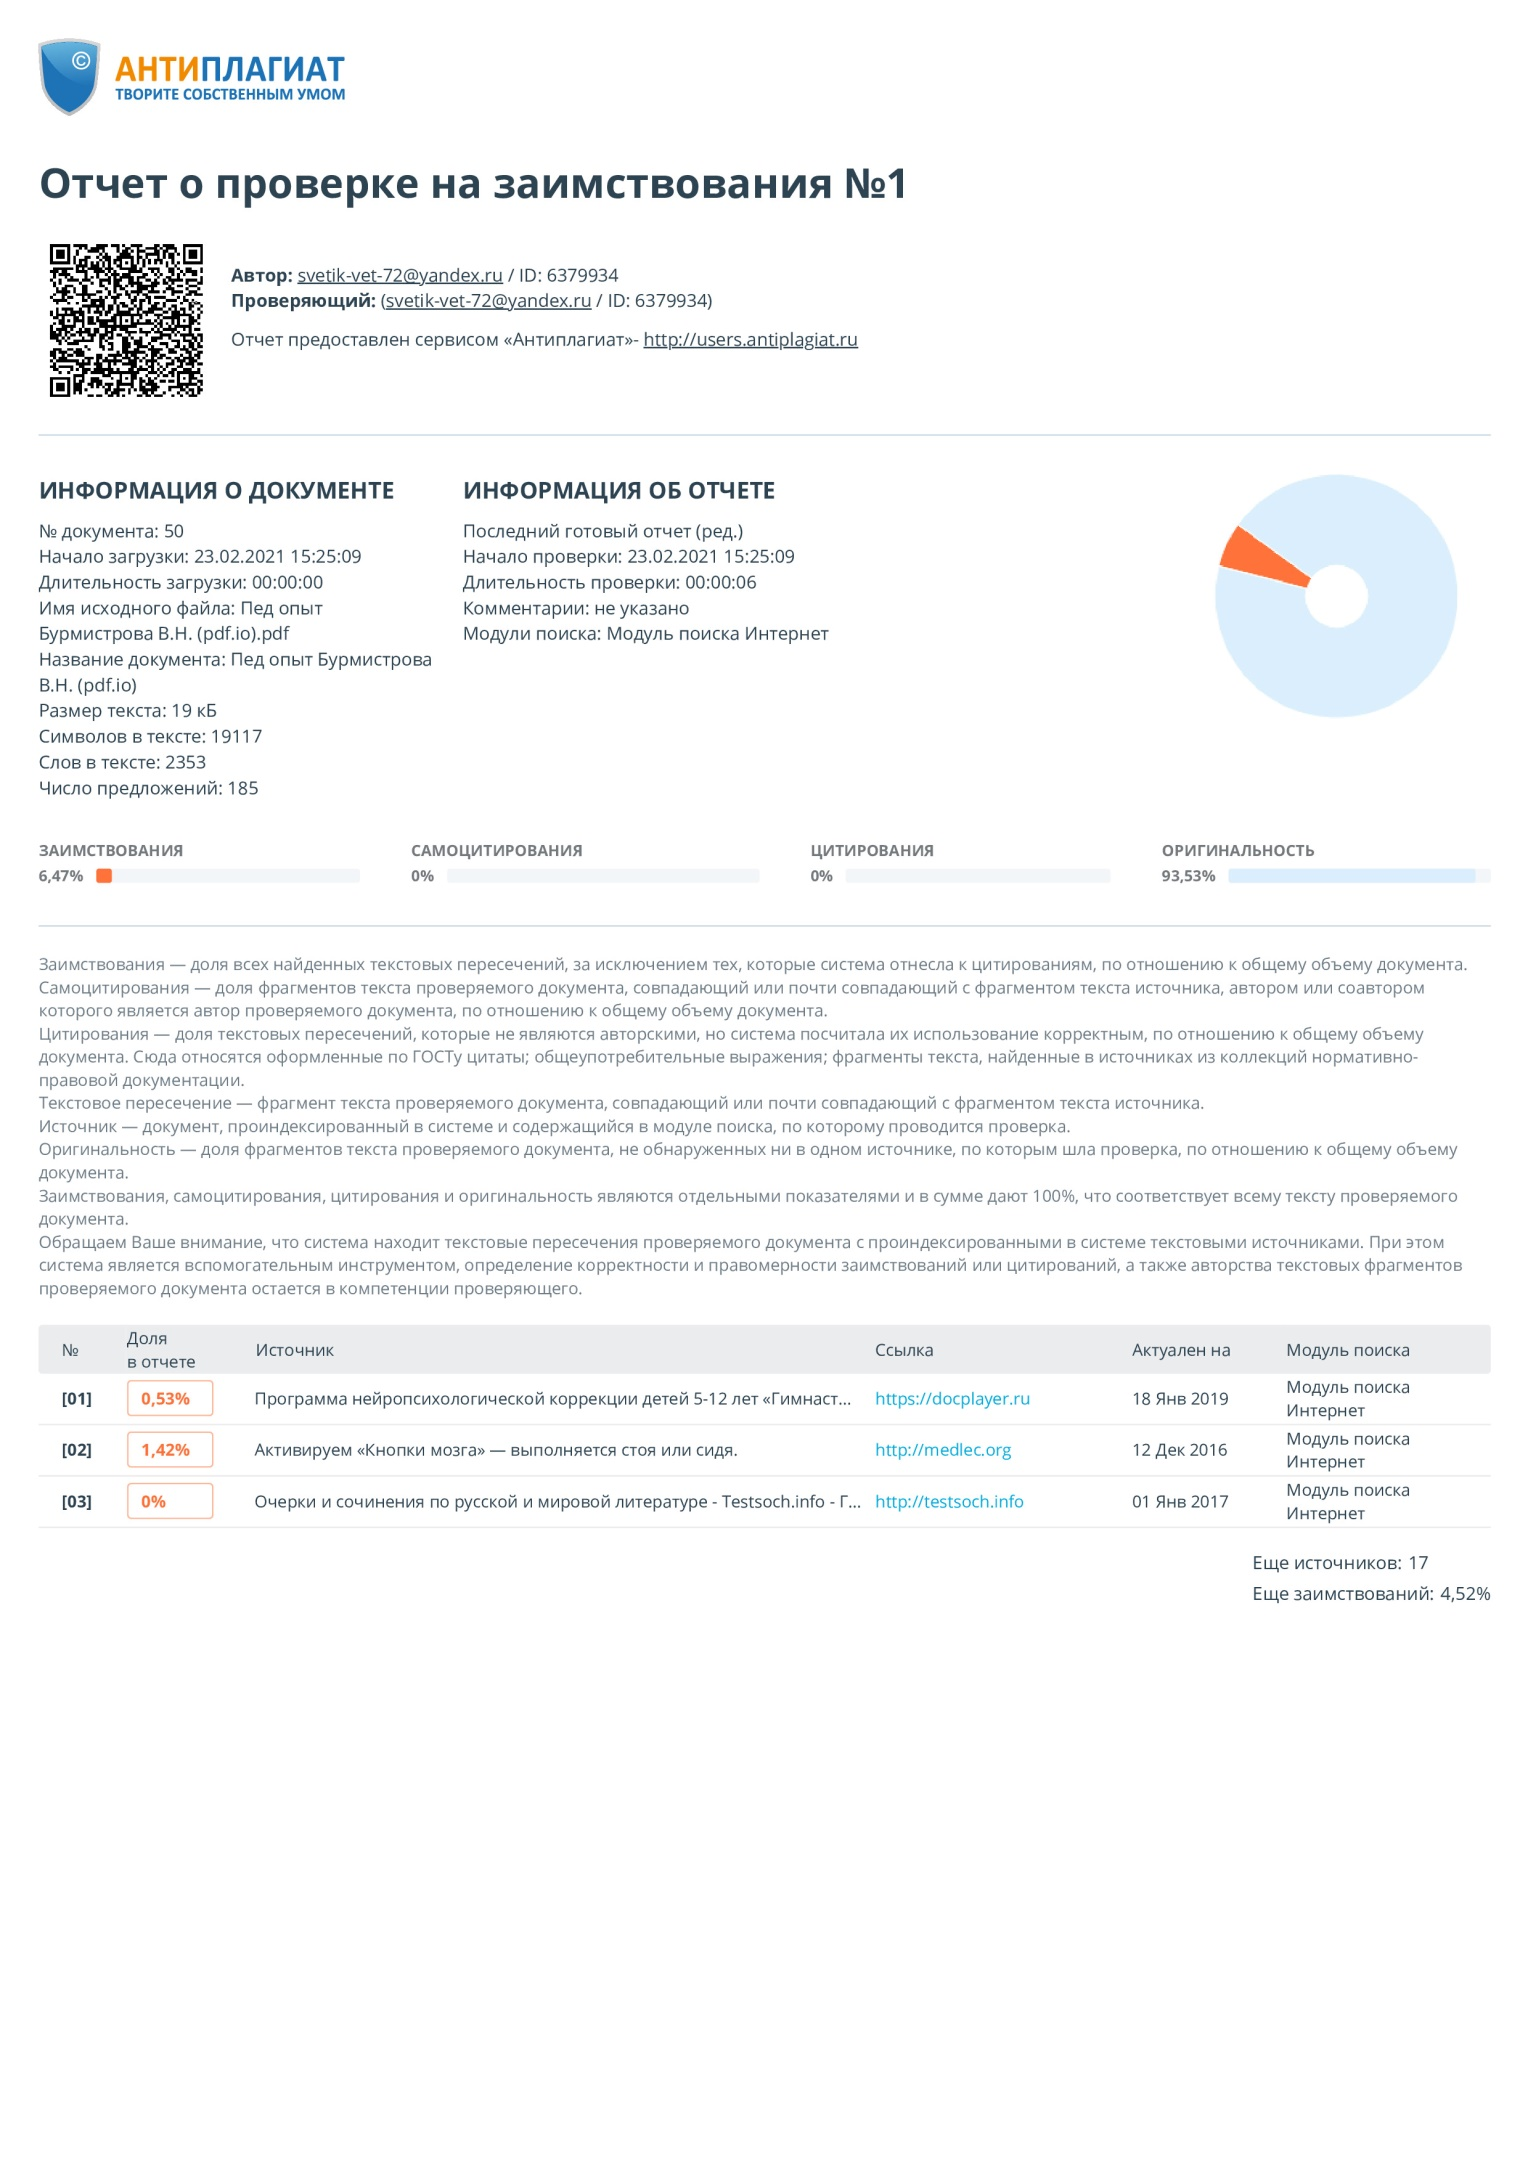 ©
АНТИПЛАГИАТ
ТВОРИТЕ СОБСТВЕННЫМ УМОМ
Отчет о проверке на заимствования №1
Автор: svetik-vet-72@yandex.ru / ID: 6379934
Проверяющий: (svetik-vet-72@yandex.ru / ID: 6379934)
Отчет предоставлен сервисом «Антиплагиат»- http://users.antiplagiat.ru
ИНФОРМАЦИЯ О ДОКУМЕНТЕ
№ документа: 50
Начало загрузки: 23.02.2021 15:25:09
Длительность загрузки: 00:00:00
Имя исходного файла: Пед опыт
Бурмистрова В.Н. (pdf.io).pdf
Название документа: Пед опыт Бурмистрова
В.Н. (pdf.io)
Размер текста: 19 кБ
Символов в тексте: 19117
Слов в тексте: 2353
Число предложений: 185
ИНФОРМАЦИЯ ОБ ОТЧЕТЕ
Последний готовый отчет (ред.)
Начало проверки: 23.02.2021 15:25:09
Длительность проверки: 00:00:06
Комментарии: не указано
Модули поиска: Модуль поиска Интернет
ЗАИМСТВОВАНИЯ
6,47%
САМОЦИТИРОВАНИЯ
0%
ЦИТИРОВАНИЯ
0%
ОРИГИНАЛЬНОСТЬ
93,53%
Заимствования — доля всех найденных текстовых пересечений, за исключением тех, которые система отнесла к цитированиям, по отношению к общему объему документа.
Самоцитирования — доля фрагментов текста проверяемого документа, совпадающий или почти совпадающий с фрагментом текста источника, автором или соавтором
которого является автор проверяемого документа, по отношению к общему объему документа.
Цитирования — доля текстовых пересечений, которые не являются авторскими, но система посчитала их использование корректным, по отношению к общему объему
документа. Сюда относятся оформленные по ГОСТу цитаты; общеупотребительные выражения; фрагменты текста, найденные в источниках из коллекций нормативно-
правовой документации.
Текстовое пересечение — фрагмент текста проверяемого документа, совпадающий или почти совпадающий с фрагментом текста источника.
Источник — документ, проиндексированный в системе и содержащийся в модуле поиска, по которому проводится проверка.
Оригинальность — доля фрагментов текста проверяемого документа, не обнаруженных ни в одном источнике, по которым шла проверка, по отношению к общему объему
документа.
Заимствования, самоцитирования, цитирования и оригинальность являются отдельными показателями и в сумме дают 100%, что соответствует всему тексту проверяемого
документа.
Обращаем Ваше внимание, что система находит текстовые пересечения проверяемого документа с проиндексированными в системе текстовыми источниками. При этом
система является вспомогательным инструментом, определение корректности и правомерности заимствований или цитирований, а также авторства текстовых фрагментов
проверяемого документа остается в компетенции проверяющего.
№ Доля в отчете Источник Ссылка Актуален на Модуль поиска
[01] 0,53% Программа нейропсихологической коррекции детей 5-12 лет «Гимнаст... https://docplayer.ru 18 Янв 2019 Модуль поиска Интернет
[02] 1,42% Активируем «Кнопки мозга» — выполняется стоя или сидя. http://medlec.org 12 Дек 2016 Модуль поиска Интернет
[03] 0% Очерки и сочинения по русской и мировой литературе - Testsoch.info - Г... http://testsoch.info 01 Янв 2017 Модуль поиска Интернет
Еще источников: 17
Еще заимствований: 4,52%